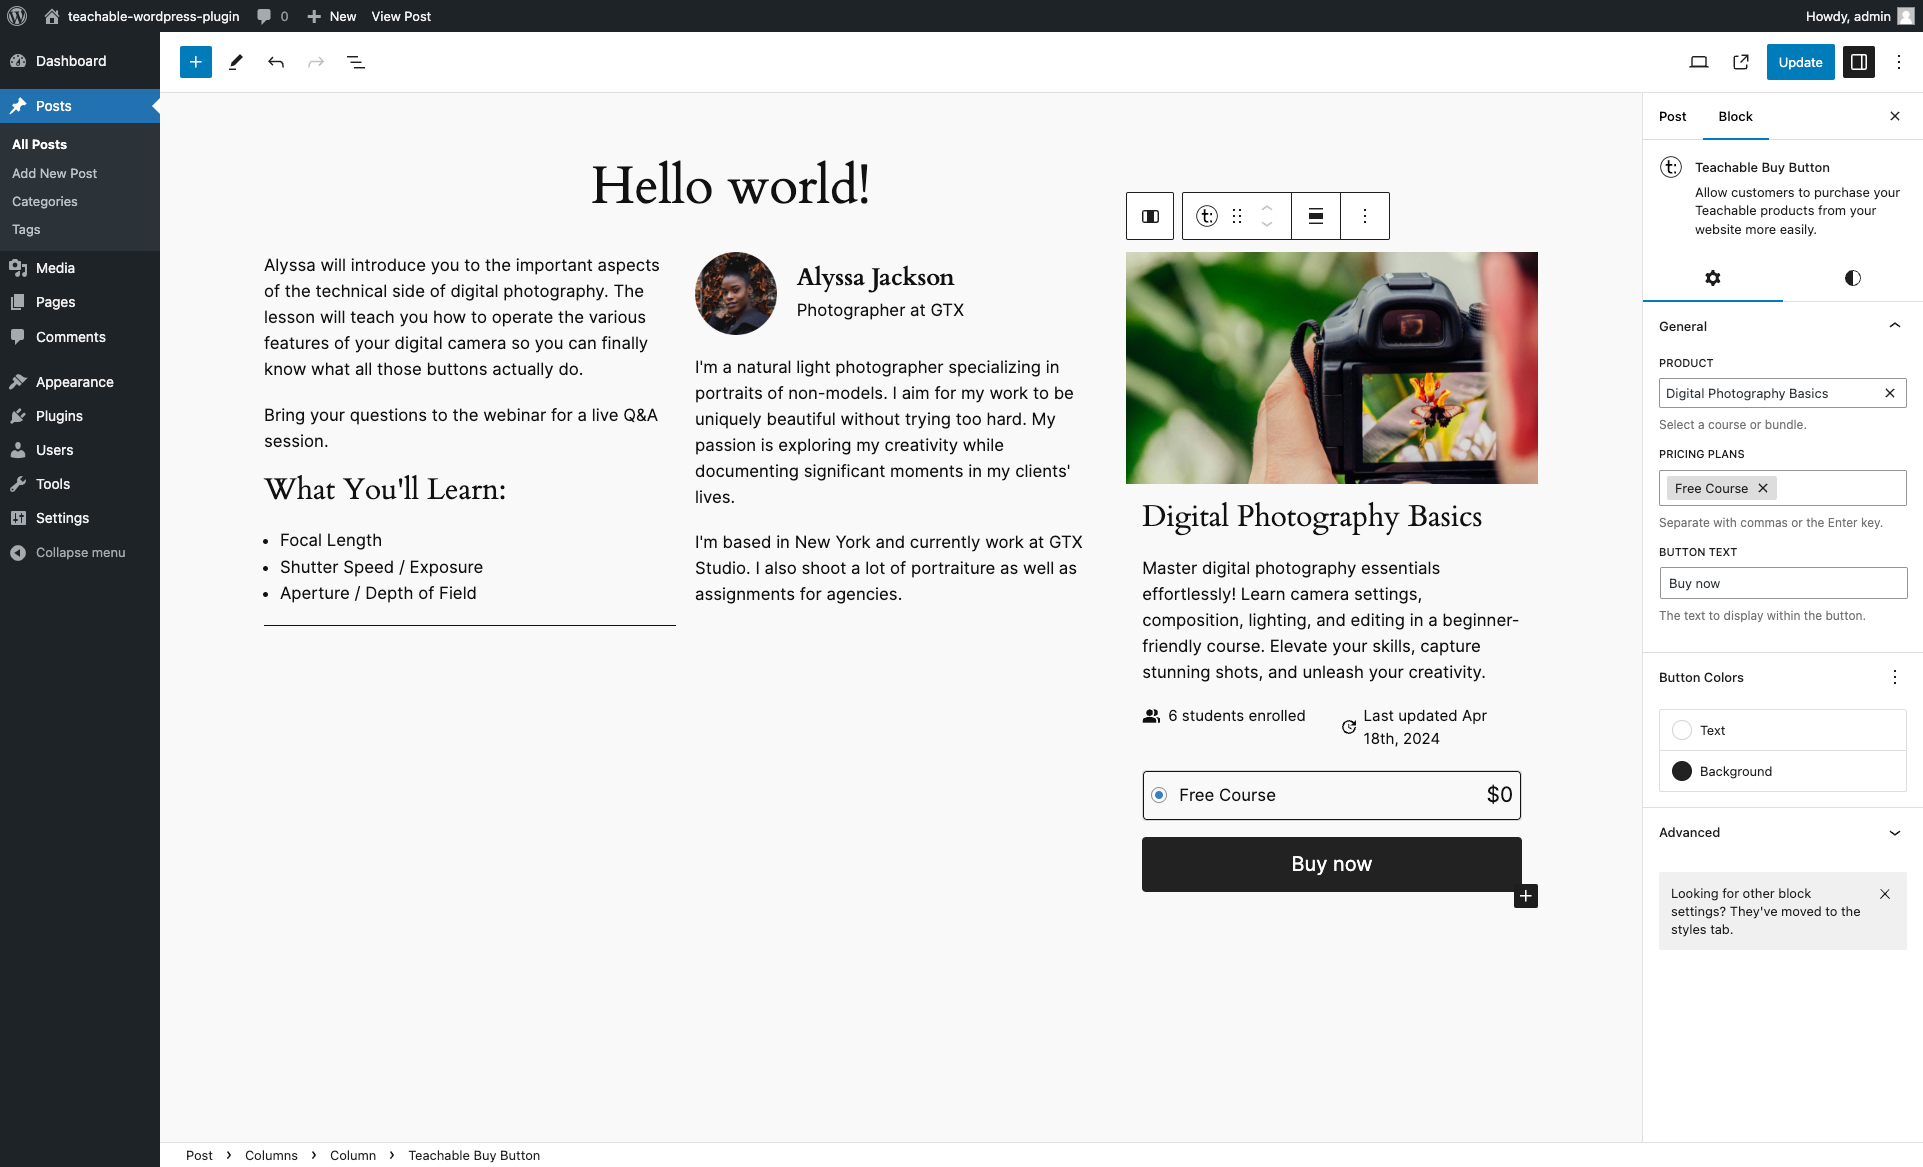 teachable-wordpress-plugin
0
New
View Post
Howdy, admin
Dashboard
Posts
All Posts
Add New Post
Categories
Tags
Media
Pages
Comments
Appearance
Plugins
Users
Tools
Settings
Collapse menu
Update
Hello world!
Alyssa will introduce you to the important aspects
of the technical side of digital photography. The
lesson will teach you how to operate the various
features of your digital camera so you can finally
know what all those buttons actually do.
Bring your questions to the webinar for a live Q&A
session.
What You'll Learn:
• Focal Length
• Shutter Speed / Exposure
• Aperture / Depth of Field
Alyssa Jackson
Photographer at GTX
I'm a natural light photographer specializing in
portraits of non-models. I aim for my work to be
uniquely beautiful without trying too hard. My
passion is exploring my creativity while
documenting significant moments in my clients'
lives.
I'm based in New York and currently work at GTX
Studio. I also shoot a lot of portraiture as well as
assignments for agencies.
t:
Digital Photography Basics
Master digital photography essentials
effortlessly! Learn camera settings,
composition, lighting, and editing in a beginner-
friendly course. Elevate your skills, capture
stunning shots, and unleash your creativity.
6 students enrolled
Last updated Apr
18th, 2024
Free Course
$0
Buy now
Post
Block
t:
Teachable Buy Button
Allow customers to purchase your
Teachable products from your
website more easily.
General
PRODUCT
Digital Photography Basics
Select a course or bundle.
PRICING PLANS
Free Course
Separate with commas or the Enter key.
BUTTON TEXT
Buy now
The text to display within the button.
Button Colors
Text
Background
Advanced
Looking for other block
settings? They've moved to the
styles tab.
Post › Columns › Column › Teachable Buy Button